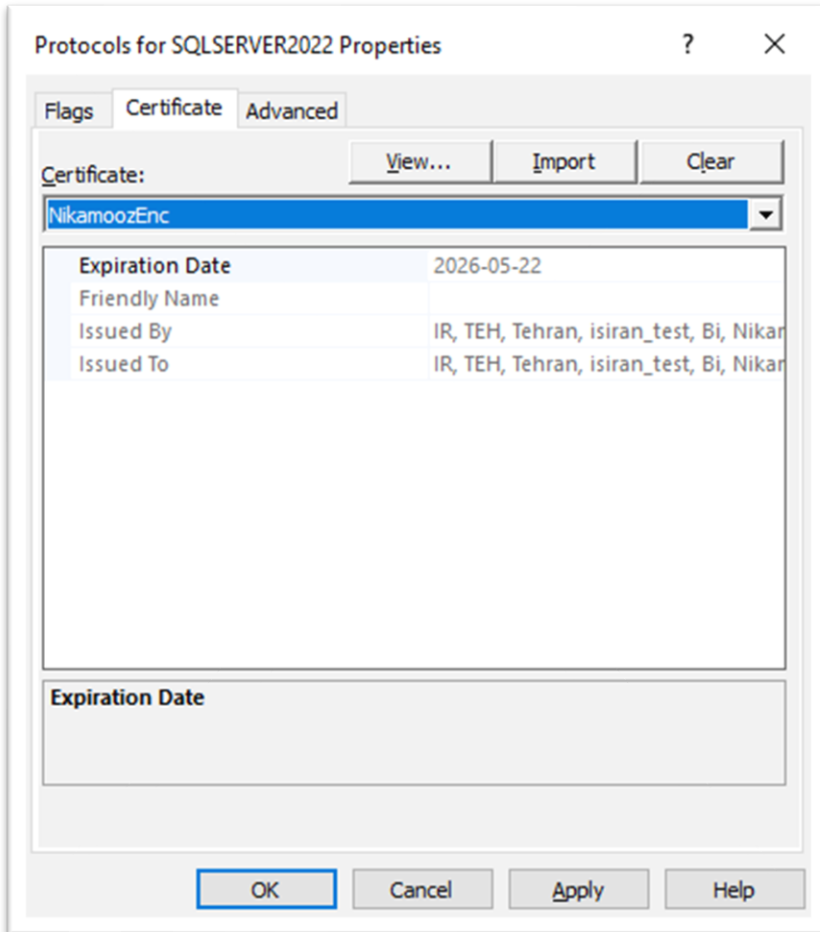 Protocols for SQLSERVER2022 Properties ?
Flags Certificate Advanced
Certificate: View... Import Clear
NikamoozEnc
Expiration Date 2026-05-22
Friendly Name
Issued By IR, TEH, Tehran, isiran_test, Bi, Nikar
Issued To IR, TEH, Tehran, isiran_test, Bi, Nikar
Expiration Date
OK Cancel Apply Help